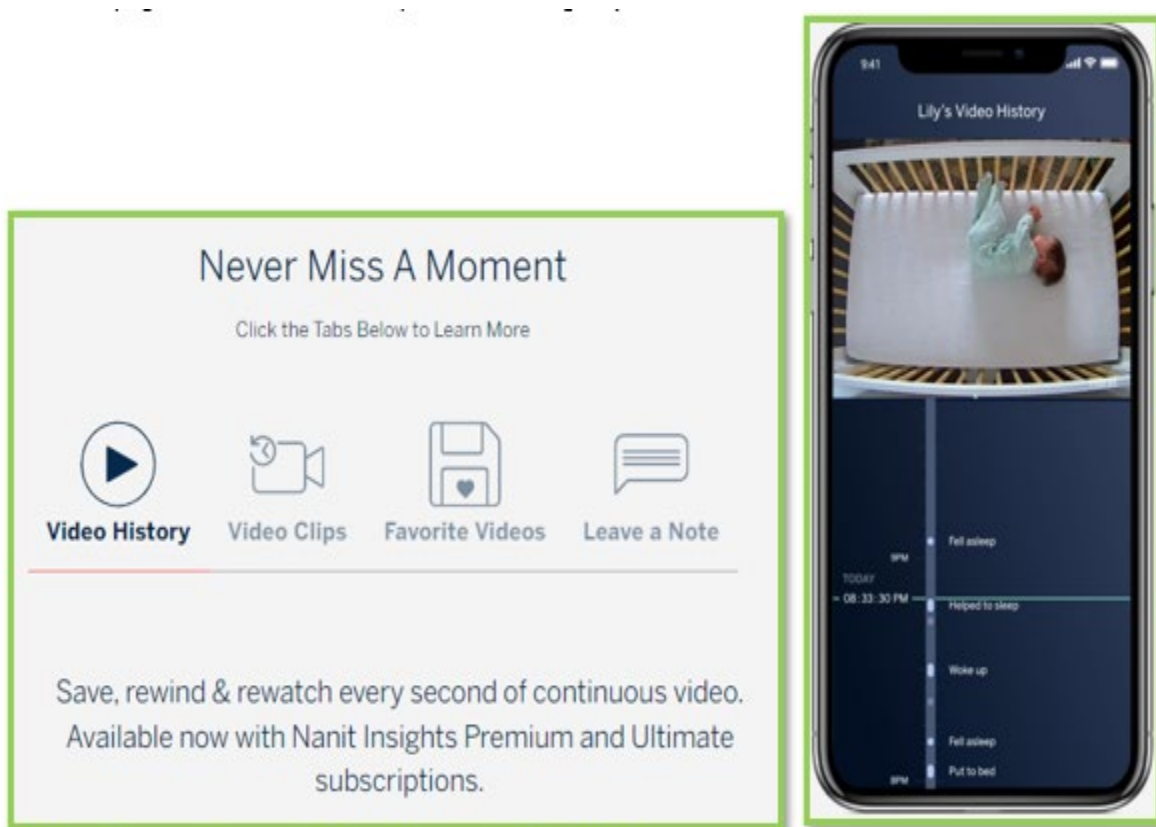 Never Miss A Moment
Click the Tabs Below to Learn More
Video History
Video Clips
Favorite Videos
Leave a Note
Save, rewind & rewatch every second of continuous video.
Available now with Nanit Insights Premium and Ultimate
subscriptions.
9:41
Lily's Video History
Fell asleep
9PM
TODAY
08:33:30 PM
Helped to sleep
Woke up
Fell asleep
Put to bed
8PM